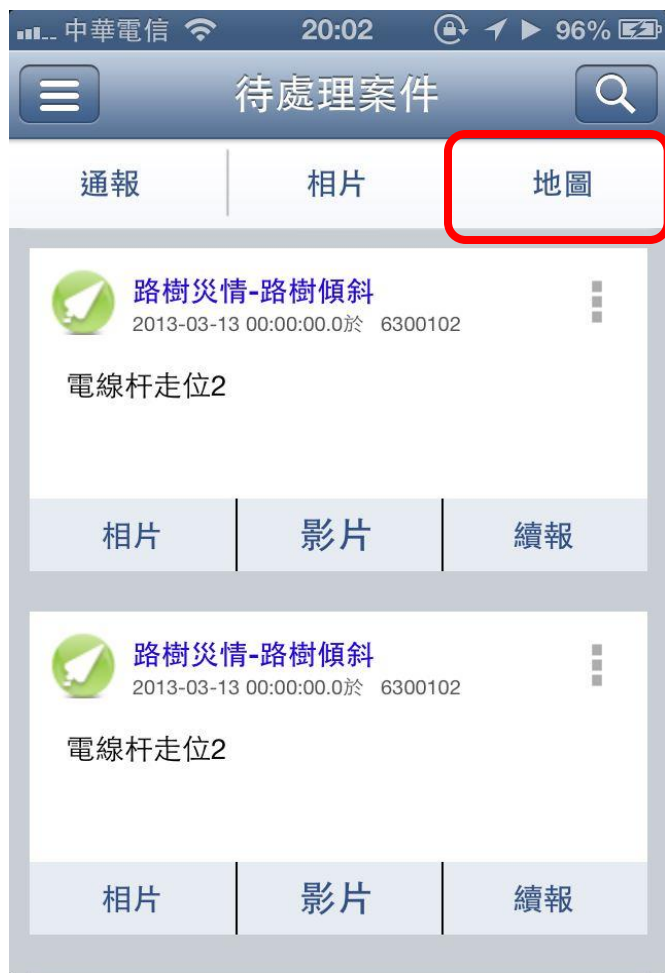 中華電信 20:02 96%
待處理案件
通報 相片 地圖
路樹災情-路樹傾斜
2013-03-13 00:00:00.0於 6300102
電線杆走位2
相片 影片 續報
路樹災情-路樹傾斜
2013-03-13 00:00:00.0於 6300102
電線杆走位2
相片 影片 續報